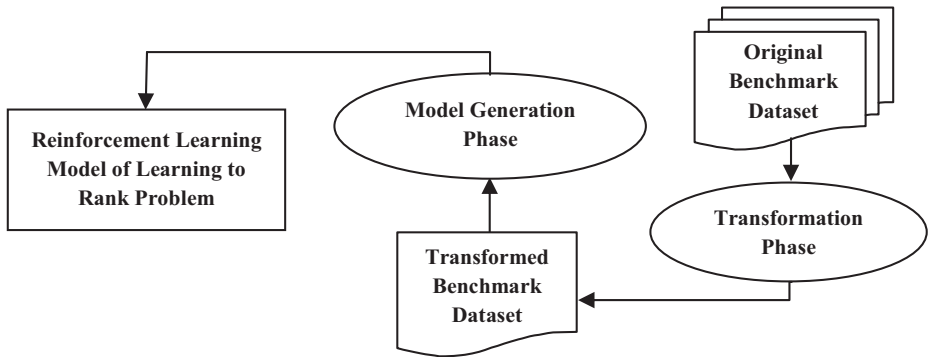 Original
Benchmark
Dataset
Model Generation
Phase
Reinforcement Learning
Model of Learning to
Rank Problem
Transformation
Phase
Transformed
Benchmark
Dataset